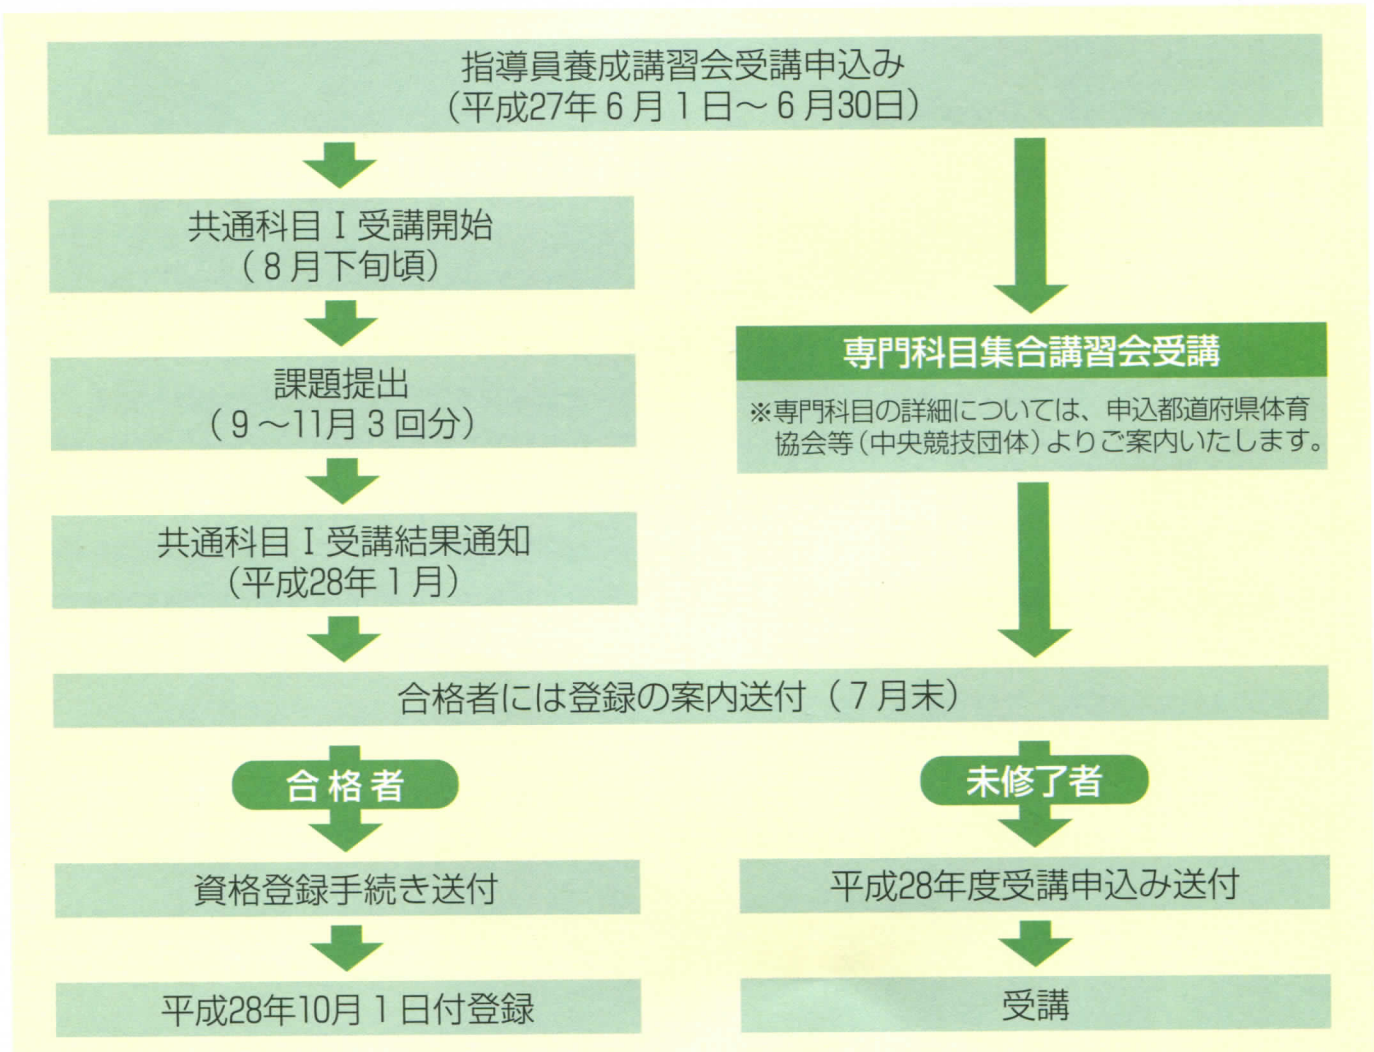 指導員養成講習会受講申込み
（平成27年６月１日～６月30日）
共通科目Ⅰ受講開始
（８月下旬頃）
課題提出
（９～11月３回分）
共通科目Ⅰ受講結果通知
（平成28年１月）
専門科目集合講習会受講
※専門科目の詳細については、申込都道府県体育
協会等（中央競技団体）よりご案内いたします。
合格者には登録の案内送付（７月末）
合格者
資格登録手続き送付
平成28年10月１日付登録
未修了者
平成28年度受講申込み送付
受講